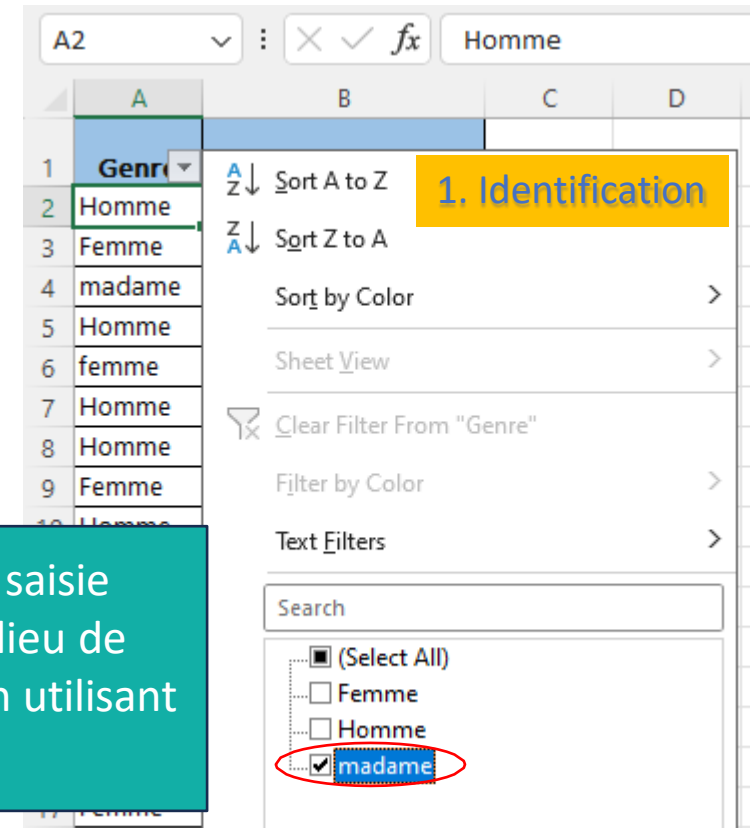 A2 fx Homme
A B C D
1 Genr
2 Homme
3 Femme
4 madame
5 Homme
6 femme
7 Homme
8 Homme
9 Femme
Sort A to Z
1. Identification
Sort Z to A
Sort by Color
Sheet View
Clear Filter From "Genre"
Filter by Color
Text Filters
Search
(Select All)
Femme
Homme
madame
saisie
lieu de
utilisant